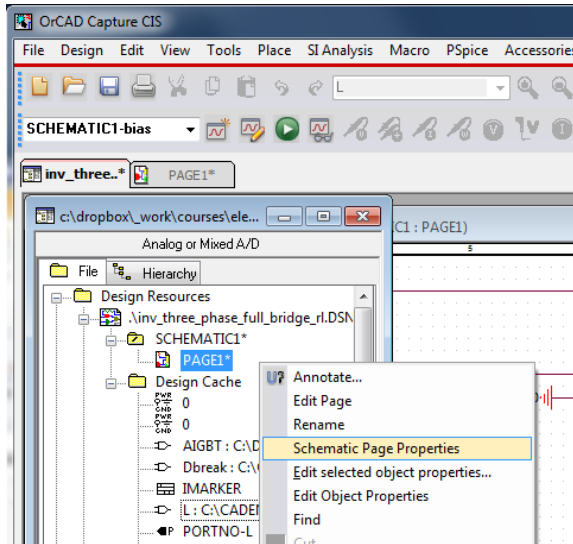 OrCAD Capture CIS
File Design Edit View Tools Place SI Analysis Macro PSpice Accessories
L
SCHEMATIC1-bias
inv_three..* PAGE1*
c:\dropbox\_work\courses\ele...
C1 : PAGE1)
Analog or Mixed A/D
5
File Hierarchy
Design Resources
.\inv_three_phase_full_bridge_rl.DSN
SCHEMATIC1*
PAGE1*
Design Cache
0
0
AIGBT : C:\D
Dbreak : C:\
IMARKER
L : C:\CADEN
PORTNO-L
U? Annotate...
Edit Page
Rename
Schematic Page Properties
Edit selected object properties...
Edit Object Properties
Find
Cut